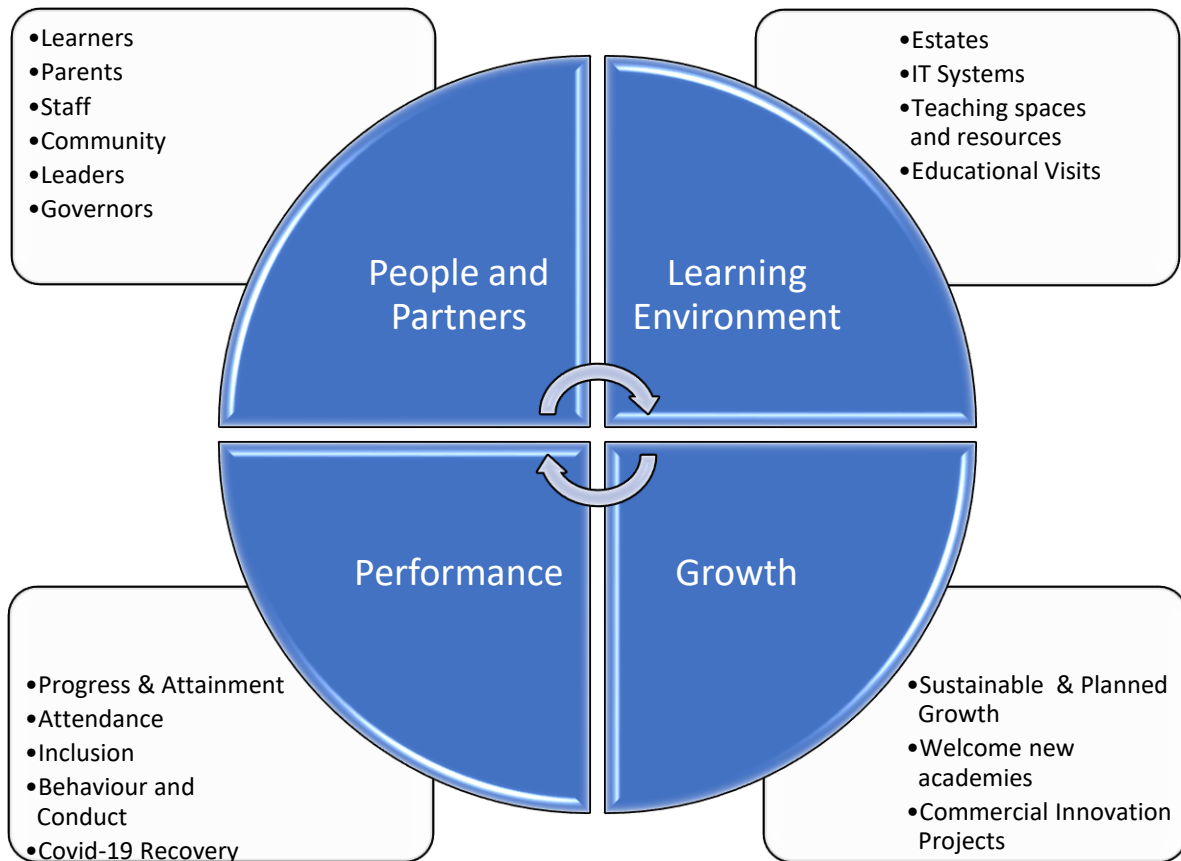 •Learners
•Parents
•Staff
•Community
•Leaders
•Governors
•Estates
•IT Systems
•Teaching spaces
and resources
•Educational Visits
People and
Partners
Learning
Environment
Performance
Growth
•Progress & Attainment
•Attendance
•Inclusion
•Behaviour and
Conduct
•Covid-19 Recovery
•Sustainable & Planned
Growth
•Welcome new
academies
•Commercial Innovation
Projects